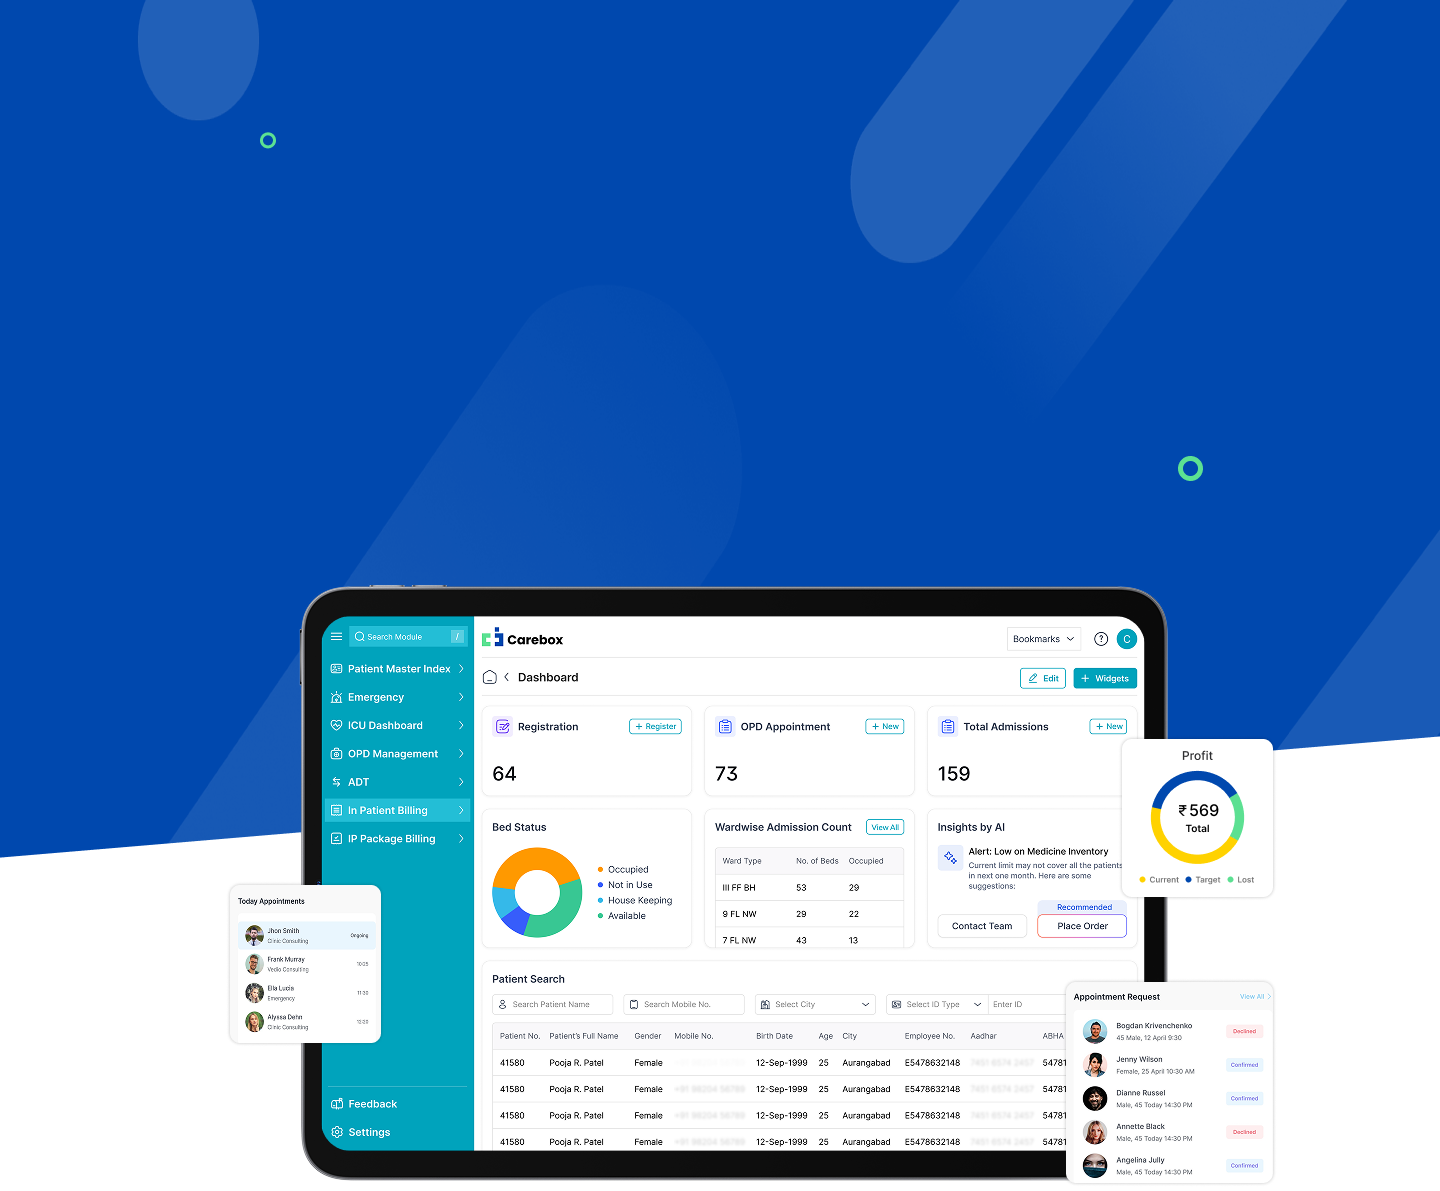 Search Module /
Patient Master Index
Emergency
ICU Dashboard
OPD Management
ADT
In Patient Billing
IP Package Billing
Feedback
Settings
Carebox
Bookmarks
? C
Dashboard
Edit
+ Widgets
Registration
+ Register
64
OPD Appointment
+ New
73
Total Admissions
+ New
159
Bed Status
Occupied
Not in Use
House Keeping
Available
Wardwise Admission Count
View All
Ward Type No. of Beds Occupied
III FF BH 53 29
9 FL NW 29 22
7 FL NW 43 13
Insights by AI
Alert: Low on Medicine Inventory
Current limit may not cover all the patients
in next one month. Here are some
suggestions:
Recommended
Contact Team
Place Order
Patient Search
Search Patient Name
Search Mobile No.
Select City
Select ID Type
Enter ID
Patient No. Patient's Full Name Gender Mobile No. Birth Date Age City Employee No. Aadhar ABHA
41580 Pooja R. Patel Female 12-Sep-1999 25 Aurangabad E5478632148 54781
41580 Pooja R. Patel Female 12-Sep-1999 25 Aurangabad E5478632148 54781
41580 Pooja R. Patel Female 12-Sep-1999 25 Aurangabad E5478632148 54781
41580 Pooja R. Patel Female 12-Sep-1999 25 Aurangabad E5478632148 54781
Profit
₹ 569
Total
Current Target Lost
Today Appointments
Jhon Smith
Clinic Consulting
Ongoing
Frank Murray
Vedio Consulting
10:25
Ella Lucia
Emergency
11:30
Alyssa Dehn
Clinic Consulting
12:20
Appointment Request
View All
Bogdan Krivenchenko
45 Male, 12 April 9:30
Declined
Jenny Wilson
Female, 25 April 10:30 AM
Confirmed
Dianne Russel
Male, 45 Today 14:30 PM
Confirmed
Annette Black
Male, 45 Today 14:30 PM
Declined
Angelina Jully
Male, 45 Today 14:30 PM
Confirmed